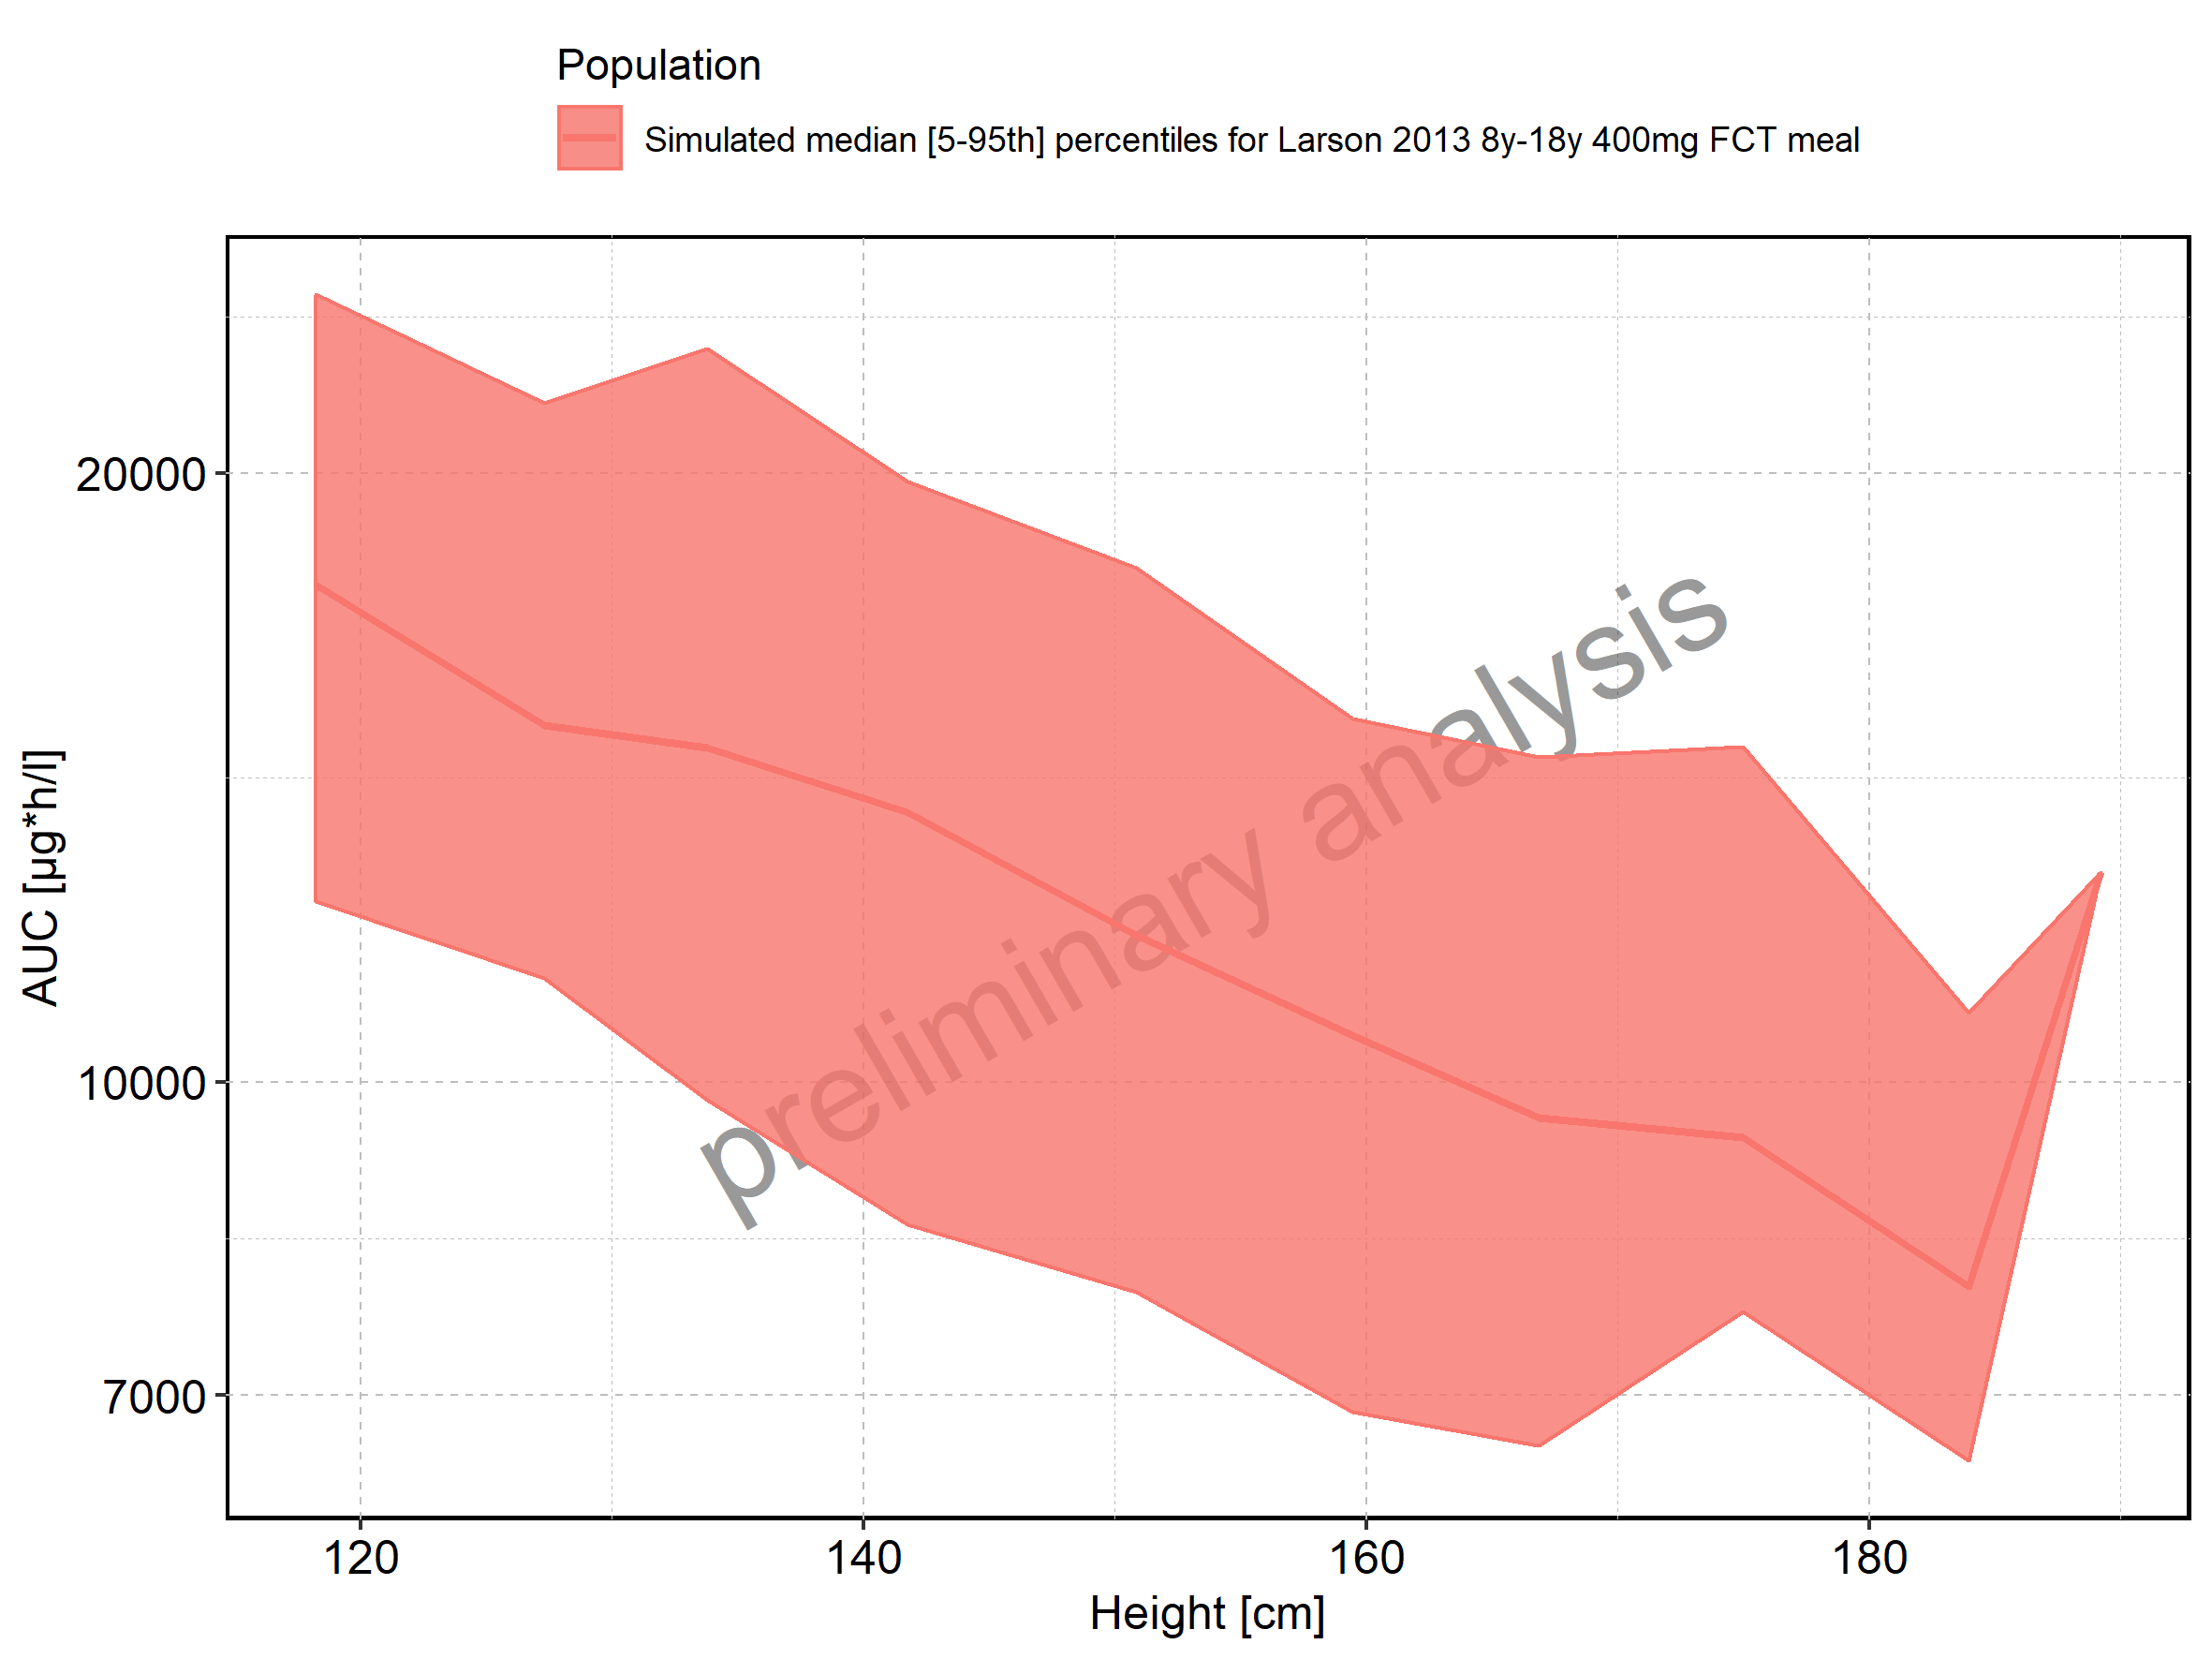 Population
Simulated median [5-95th] percentiles for Larson 2013 8y-18y 400mg FCT meal
20000
10000
7000
AUC [µg*h/l]
preliminary analysis
120 140 160 180
Height [cm]